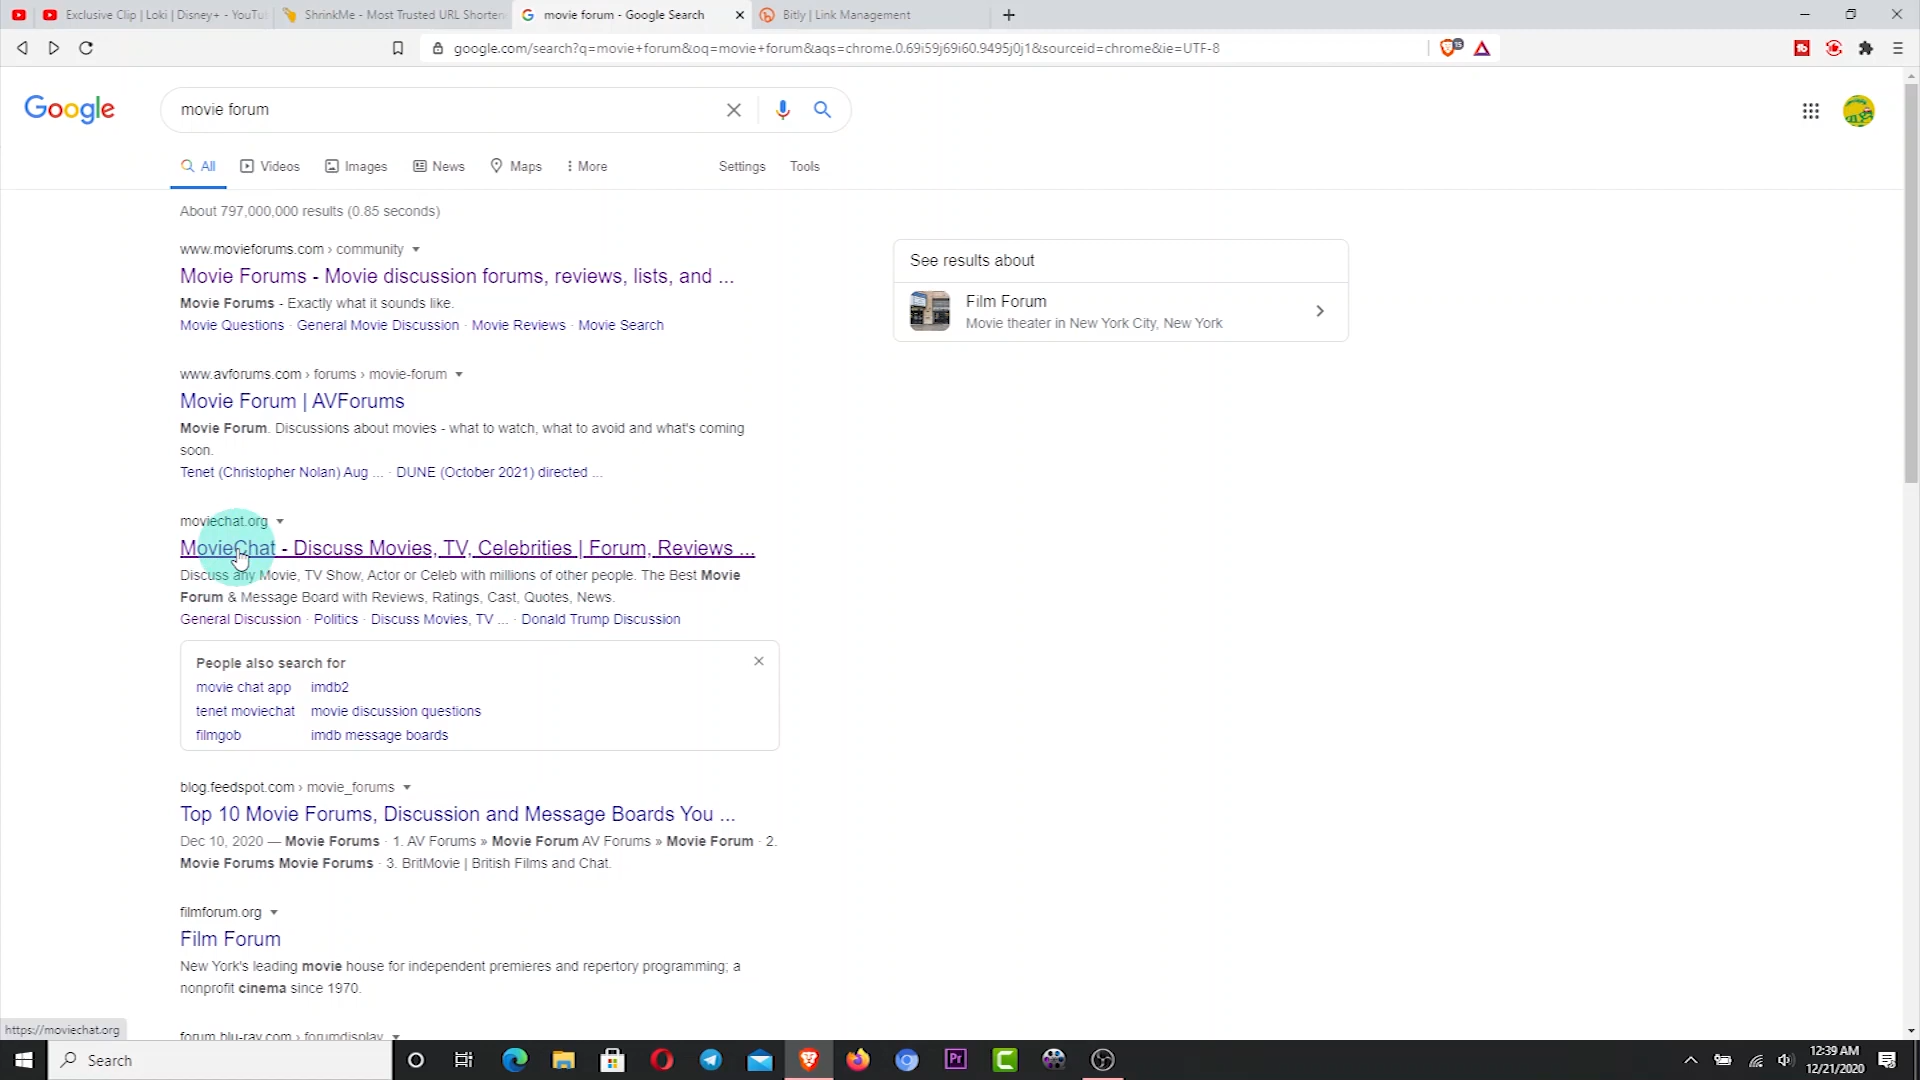 Exclusive Clip | Loki | Disney+ - YouTu
ShrinkMe - Most Trusted URL Shorten
movie forum - Google Search
Bitly | Link Management
google.com/search?q=movie+forum&oq=movie+forum&aqs=chrome.0.69i59j69i60.9495j0j1&sourceid=chrome&ie=UTF-8
15
Google
movie forum
All
Videos
Images
News
Maps
More
Settings
Tools
About 797,000,000 results (0.85 seconds)
www.movieforums.com › community
Movie Forums - Movie discussion forums, reviews, lists, and ...
Movie Forums - Exactly what it sounds like.
Movie Questions · General Movie Discussion · Movie Reviews · Movie Search
See results about
Film Forum
Movie theater in New York City, New York
www.avforums.com › forums › movie-forum
Movie Forum | AVForums
Movie Forum. Discussions about movies - what to watch, what to avoid and what's coming
soon.
Tenet (Christopher Nolan) Aug ... · DUNE (October 2021) directed ...
moviechat.org
MovieChat - Discuss Movies, TV, Celebrities | Forum, Reviews ...
Discuss any Movie, TV Show, Actor or Celeb with millions of other people. The Best Movie
Forum & Message Board with Reviews, Ratings, Cast, Quotes, News.
General Discussion · Politics · Discuss Movies, TV ... · Donald Trump Discussion
People also search for
movie chat app
imdb2
tenet moviechat
movie discussion questions
filmgob
imdb message boards
blog.feedspot.com › movie_forums
Top 10 Movie Forums, Discussion and Message Boards You ...
Dec 10, 2020 — Movie Forums · 1. AV Forums » Movie Forum AV Forums » Movie Forum · 2.
Movie Forums Movie Forums · 3. BritMovie | British Films and Chat.
filmforum.org
Film Forum
New York's leading movie house for independent premieres and repertory programming; a
nonprofit cinema since 1970.
forum.blu-ray.com › forumdisplay
https://moviechat.org
Search
Pr
12:39 AM
12/21/2020